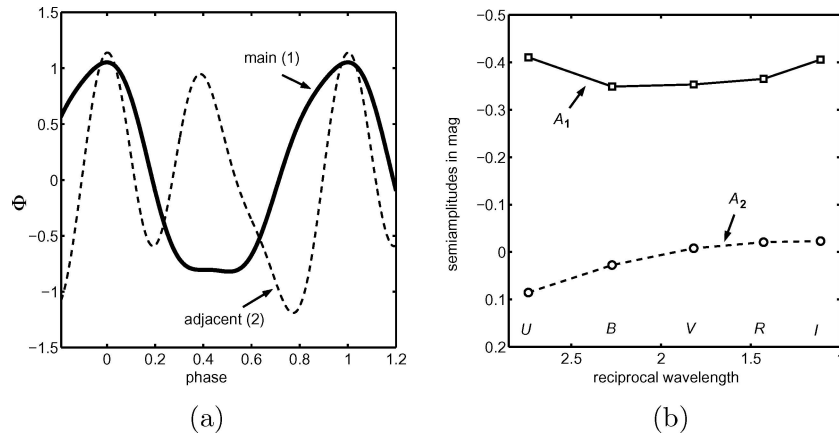 1.5
1
0.5
0
−0.5
−1
−1.5
Φ
main (1)
adjacent (2)
0 0.2 0.4 0.6 0.8 1 1.2
phase
(a)
-0.5
-0.4
-0.3
-0.2
-0.1
0
0.1
0.2
semiamplitudes in mag
A1
A2
U B V R I
2.5 2 1.5
reciprocal wavelength
(b)